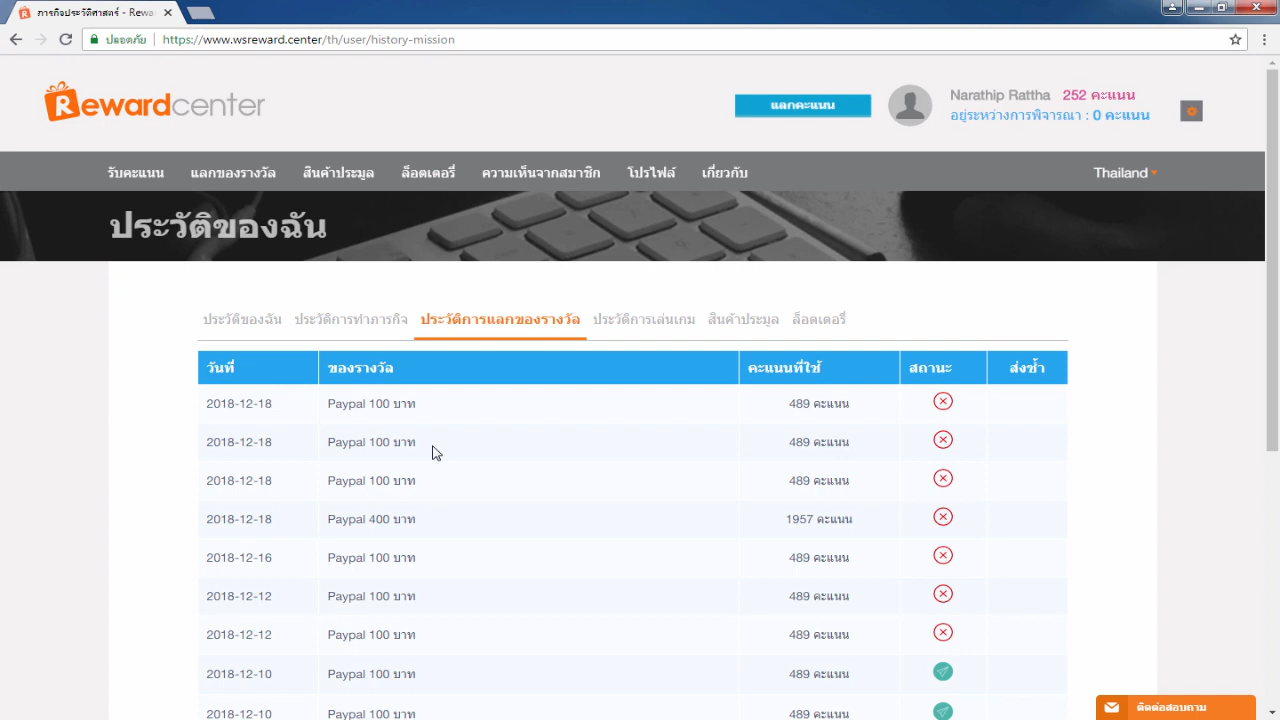 ภารกิจประวัติศาสตร์ - Rewa
ปลอดภัย | https://www.wsreward.center/th/user/history-mission
Rewardcenter
แลกคะแนน
Narathip Rattha 252 คะแนน
อยู่ระหว่างการพิจารณา : 0 คะแนน
รับคะแนน แลกของรางวัล สินค้าประมูล ล็อตเตอรี่ ความเห็นจากสมาชิก โปรไฟล์ เกี่ยวกับ Thailand
ประวัติของฉัน
ประวัติของฉัน ประวัติการทำภารกิจ ประวัติการแลกของรางวัล ประวัติการเล่นเกม สินค้าประมูล ล็อตเตอรี่
วันที่ ของรางวัล คะแนนที่ใช้ สถานะ ส่งซ้ำ
2018-12-18 Paypal 100 บาท 489 คะแนน
2018-12-18 Paypal 100 บาท 489 คะแนน
2018-12-18 Paypal 100 บาท 489 คะแนน
2018-12-18 Paypal 400 บาท 1957 คะแนน
2018-12-16 Paypal 100 บาท 489 คะแนน
2018-12-12 Paypal 100 บาท 489 คะแนน
2018-12-12 Paypal 100 บาท 489 คะแนน
2018-12-10 Paypal 100 บาท 489 คะแนน
2018-12-10 Paypal 100 บาท 489 คะแนน
ติดต่อสอบถาม